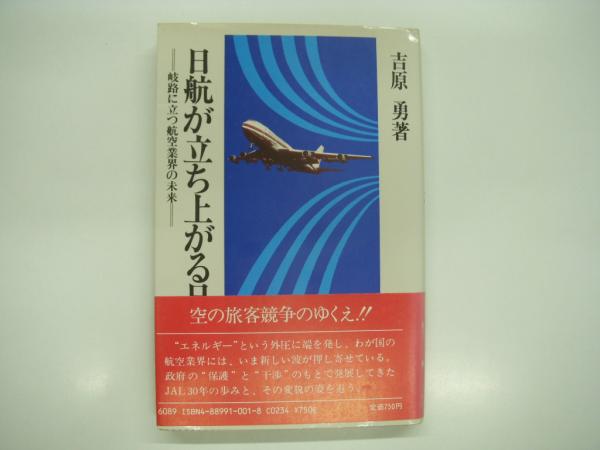 吉原 勇著
日航が立ち上がる日
――岐路に立つ航空業界の未来――
空の旅客競争のゆくえ!!
“エネルギー”という外圧に端を発し、わが国の
航空業界には、いま新しい波が押し寄せている。
政府の“保護”と“干渉”のもとで発展してきた
JAL30年の歩みと、その変貌の姿を追う。
6089 ISBN4-88991-001-8 C0234 ¥750E
定価750円